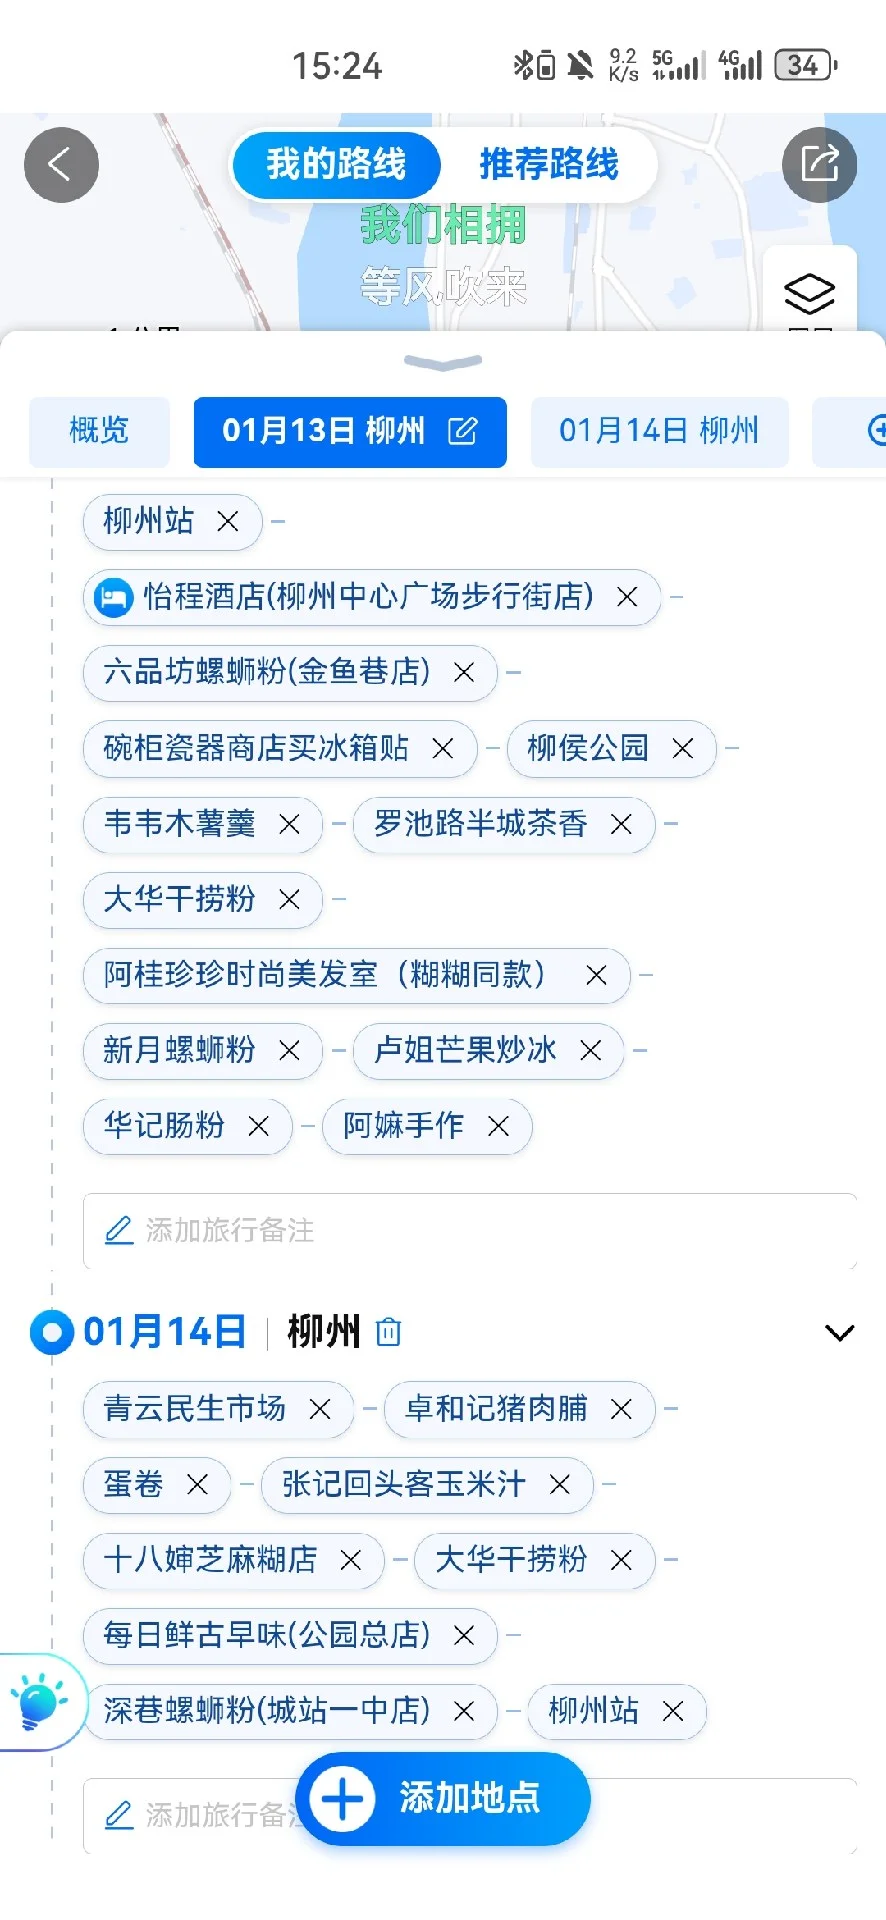 15:24
9.2 K/s 5G 4G 34
我的路线 推荐路线
我们相拥
等风吹来
概览 01月13日 柳州 01月14日 柳州
柳州站
怡程酒店(柳州中心广场步行街店)
六品坊螺蛳粉(金鱼巷店)
碗柜瓷器商店买冰箱贴 柳侯公园
韦韦木薯羹 罗池路半城茶香
大华干捞粉
阿桂珍珍时尚美发室（糊糊同款）
新月螺蛳粉 卢姐芒果炒冰
华记肠粉 阿嫲手作
添加旅行备注
01月14日 柳州
青云民生市场 卓和记猪肉脯
蛋卷 张记回头客玉米汁
十八婶芝麻糊店 大华干捞粉
每日鲜古早味(公园总店)
深巷螺蛳粉(城站一中店) 柳州站
添加旅行备注
添加地点